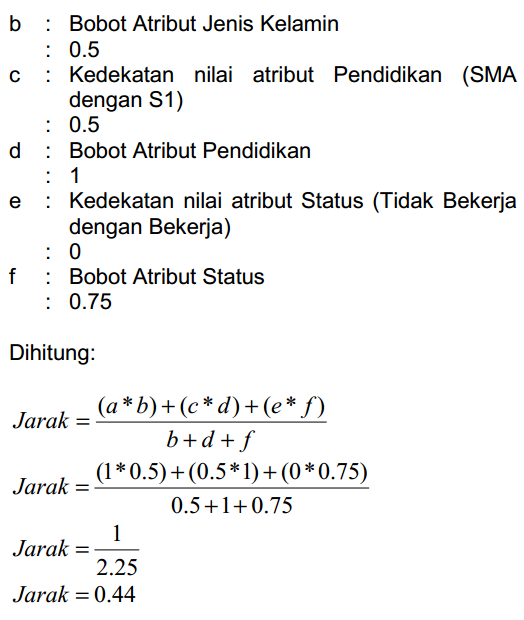 b : Bobot Atribut Jenis Kelamin
: 0.5
c : Kedekatan nilai atribut Pendidikan (SMA
dengan S1)
: 0.5
d : Bobot Atribut Pendidikan
: 1
e : Kedekatan nilai atribut Status (Tidak Bekerja
dengan Bekerja)
: 0
f : Bobot Atribut Status
: 0.75
Dihitung:
Jarak = (a * b) + (c * d) + (e * f)
b + d + f
Jarak = (1 * 0.5) + (0.5 * 1) + (0 * 0.75)
0.5 + 1 + 0.75
Jarak = 1
2.25
Jarak = 0.44